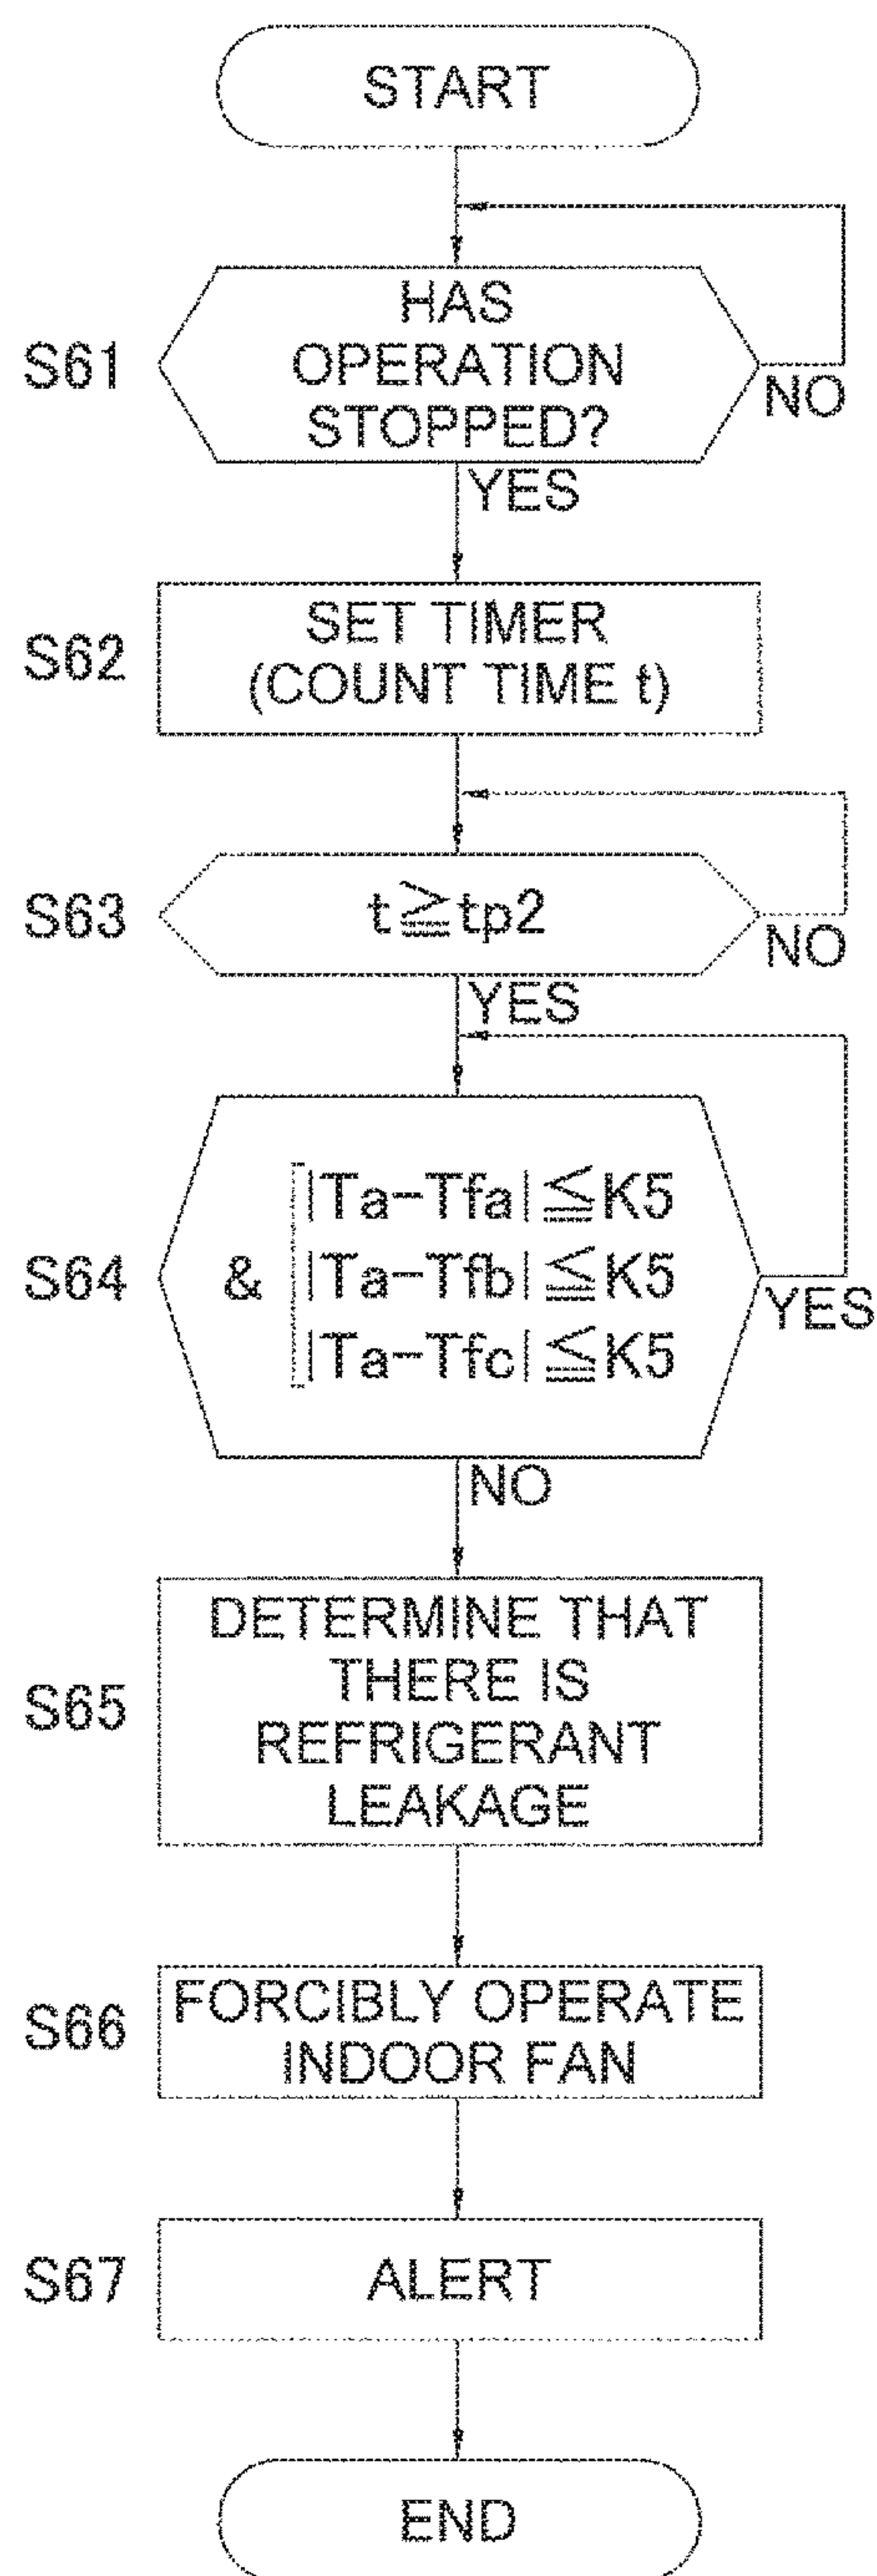 START
S61
HAS
OPERATION
STOPPED?
NO
YES
S62
SET TIMER
(COUNT TIME t)
S63
t≧tp2
NO
YES
S64
&
|Ta-Tfa|≦K5
|Ta-Tfb|≦K5
|Ta-Tfc|≦K5
YES
NO
S65
DETERMINE THAT
THERE IS
REFRIGERANT
LEAKAGE
S66
FORCIBLY OPERATE
INDOOR FAN
S67
ALERT
END